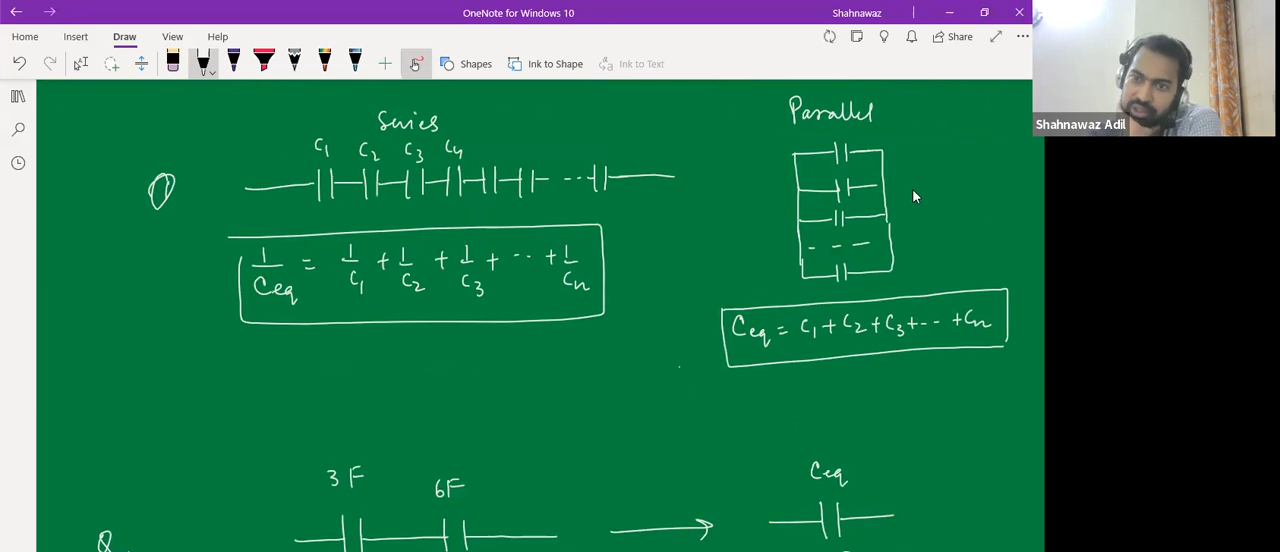 OneNote for Windows 10
Shahnawaz
Home Insert Draw View Help
Share
Shapes Ink to Shape Ink to Text
Shahnawaz Adil
Series
C1 C2 C3 C4
...
1/Ceq = 1/C1 + 1/C2 + 1/C3 + ... + 1/Cn
Parallel
Ceq = C1 + C2 + C3 + ... + Cn
3 F
6F
Ceq
Q